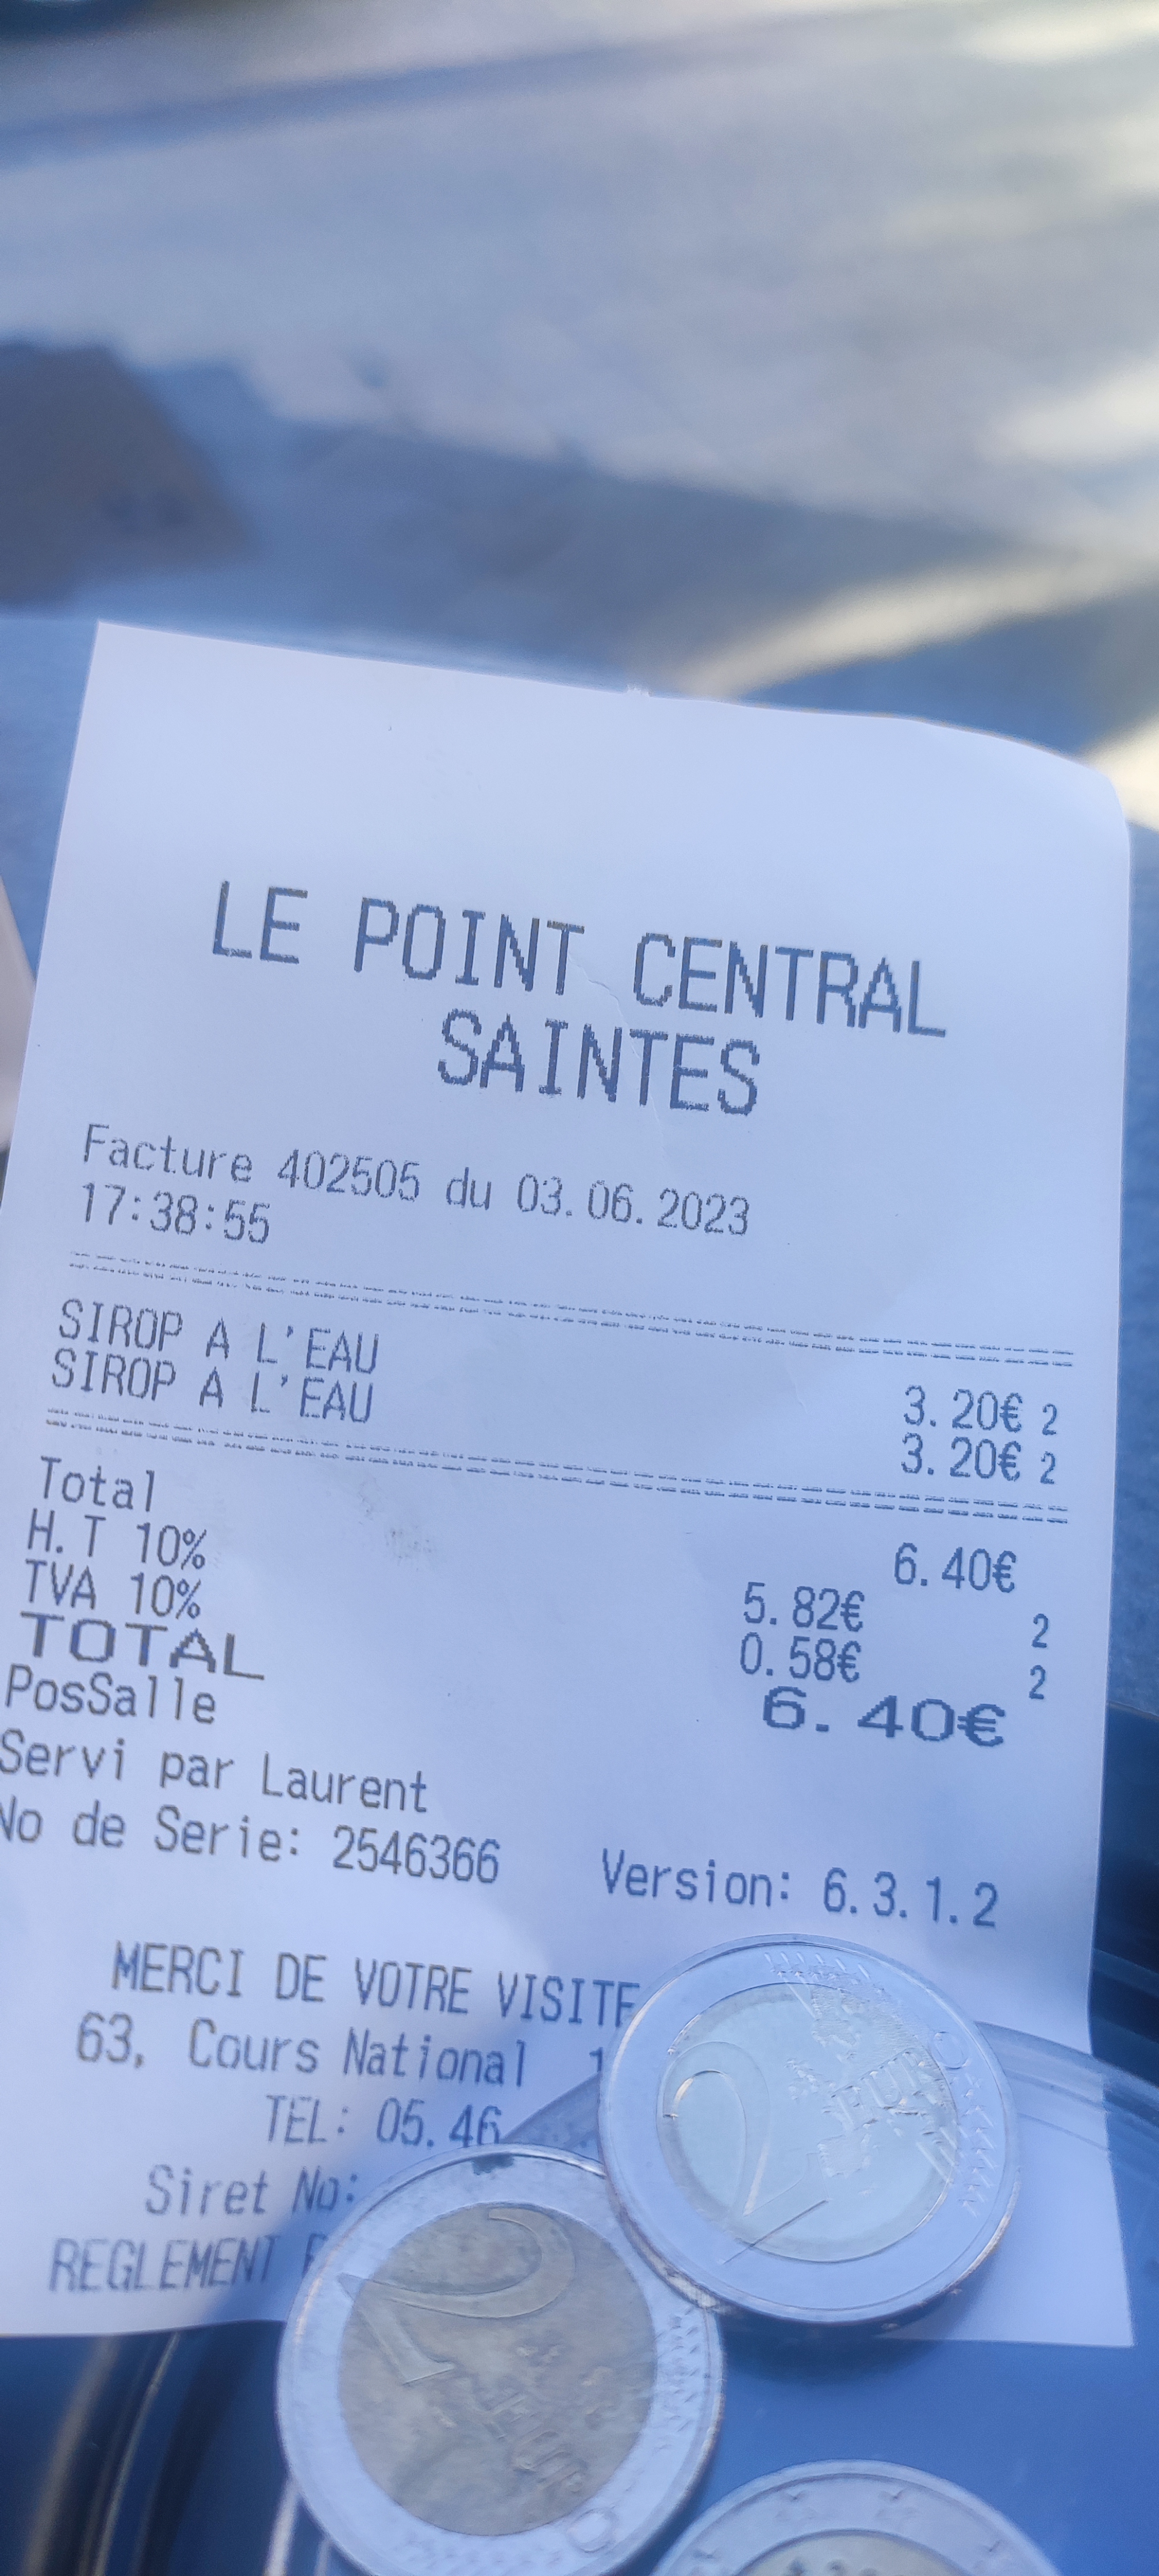 LE POINT CENTRAL
SAINTES
Facture 402505 du 03.06.2023
17:38:55
SIROP A L'EAU 3.20€ 2
SIROP A L'EAU 3.20€ 2
Total 6.40€
H.T 10% 5.82€ 2
TVA 10% 0.58€ 2
TOTAL 6.40€
PosSalle
Servi par Laurent
No de Serie: 2546366 Version: 6.3.1.2
MERCI DE VOTRE VISITE
63, Cours National 1
TEL: 05.46
Siret No:
REGLEMENT
2
2